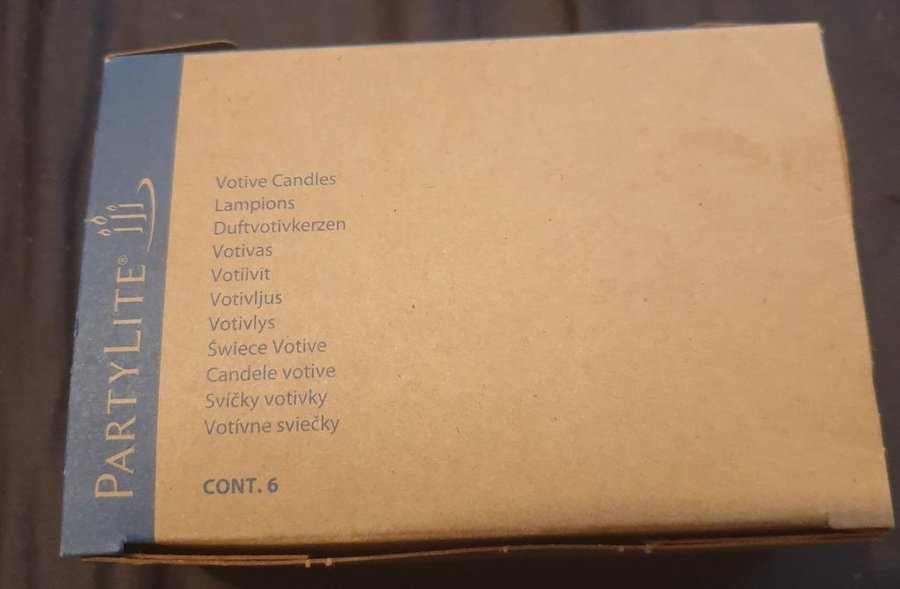 PARTYLITE®
Votive Candles
Lampions
Duftvotivkerzen
Votivas
Votiivit
Votivljus
Votivlys
Świece Votive
Candele votive
Svíčky votivky
Votívne sviečky
CONT. 6